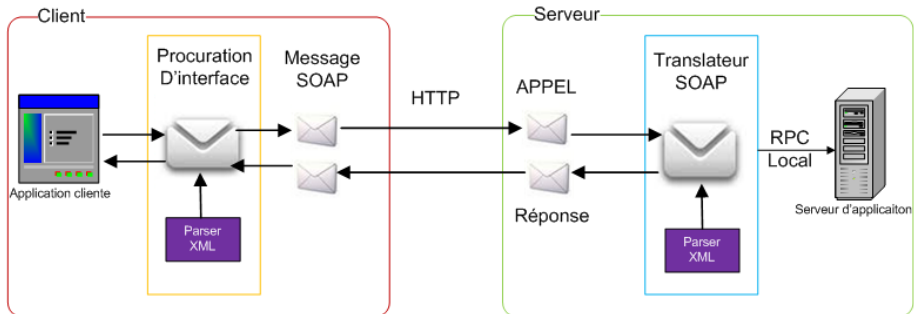 Client
Serveur
Procuration
D'interface
Message
SOAP
HTTP
APPEL
Translateur
SOAP
RPC
Local
Application cliente
Serveur d'applicaiton
Réponse
Parser
XML
Parser
XML